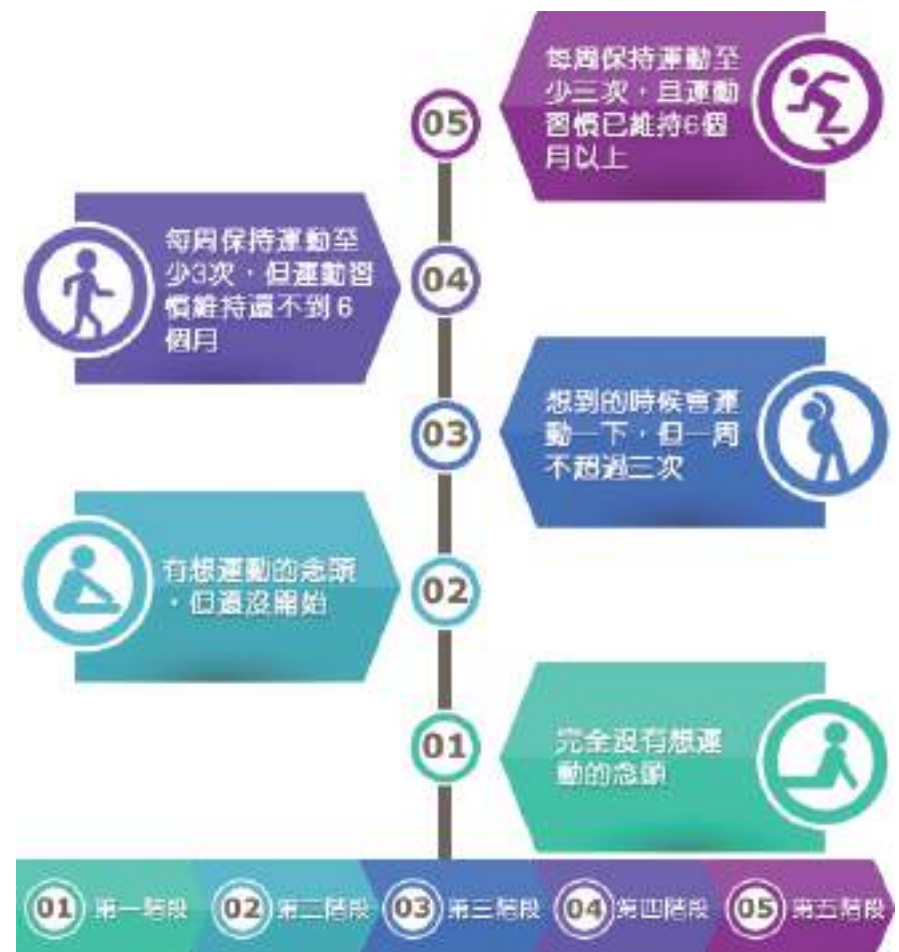 每周保持運動至
少三次，且運動
習慣已維持6個
月以上
05
每周保持運動至
少3次，但運動習
慣維持還不到6
個月
04
想到的時候會運
動一下，但一周
不超過三次
03
有想運動的念頭
，但還沒開始
02
完全沒有想運
動的念頭
01
01 第一階段 02 第二階段 03 第三階段 04 第四階段 05 第五階段